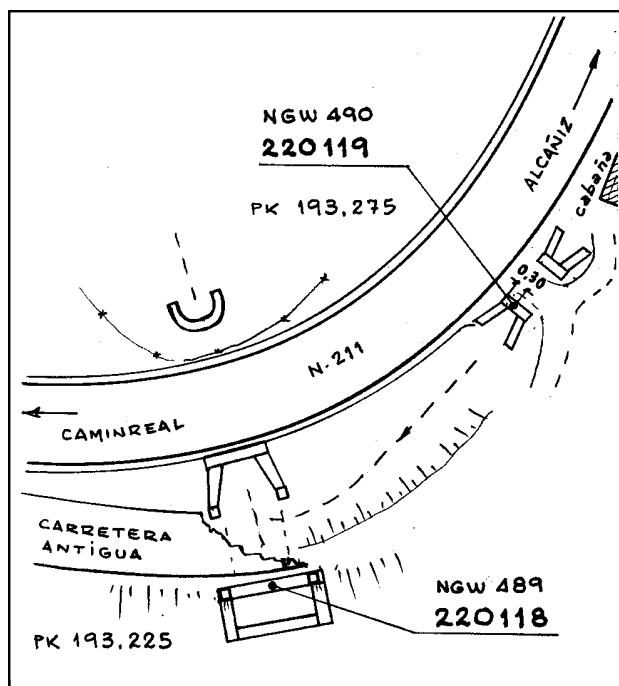 NGW 490
220119
PK 193,275
ALCAÑIZ
cabaña
0,30
N-211
CAMINREAL
CARRETERA
ANTIGUA
NGW 489
220118
PK 193,225